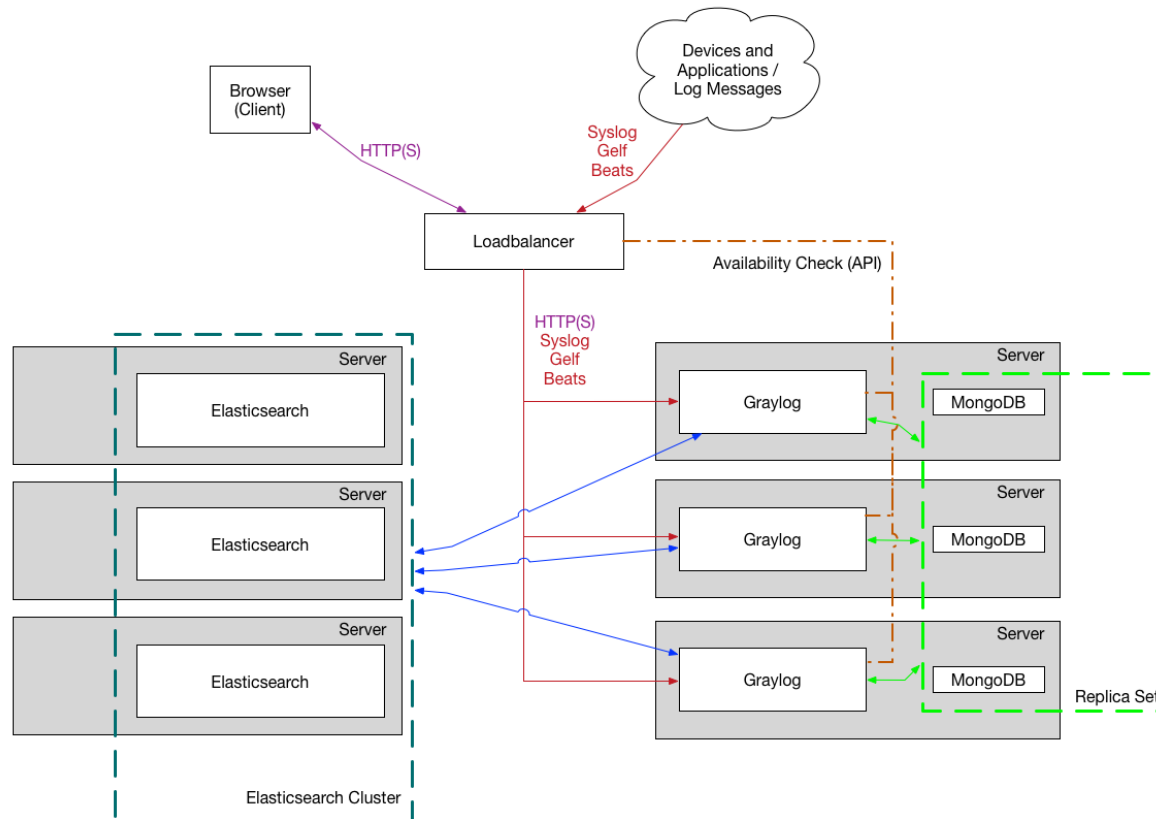 Devices and
Applications /
Log Messages
Browser
(Client)
HTTP(S)
Syslog
Gelf
Beats
Loadbalancer
Availability Check (API)
HTTP(S)
Syslog
Gelf
Beats
Server
Elasticsearch
Server
Elasticsearch
Server
Elasticsearch
Elasticsearch Cluster
Server
Graylog
MongoDB
Server
Graylog
MongoDB
Server
Graylog
MongoDB
Replica Set